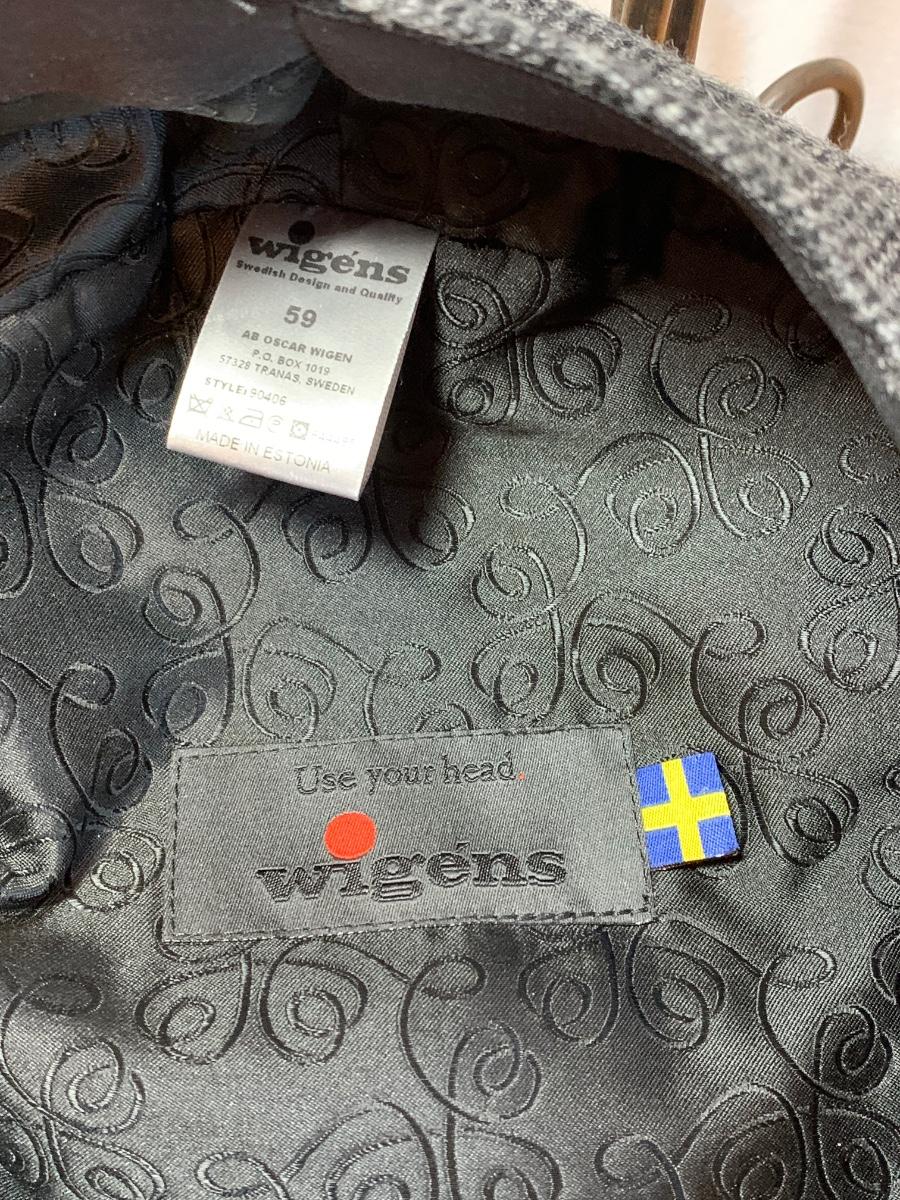 wigéns
Swedish Design and Quality
59
AB OSCAR WIGEN
P.O. BOX 1019
57328 TRANAS, SWEDEN
STYLE: 90406
MADE IN ESTONIA
Use your head.
wigéns